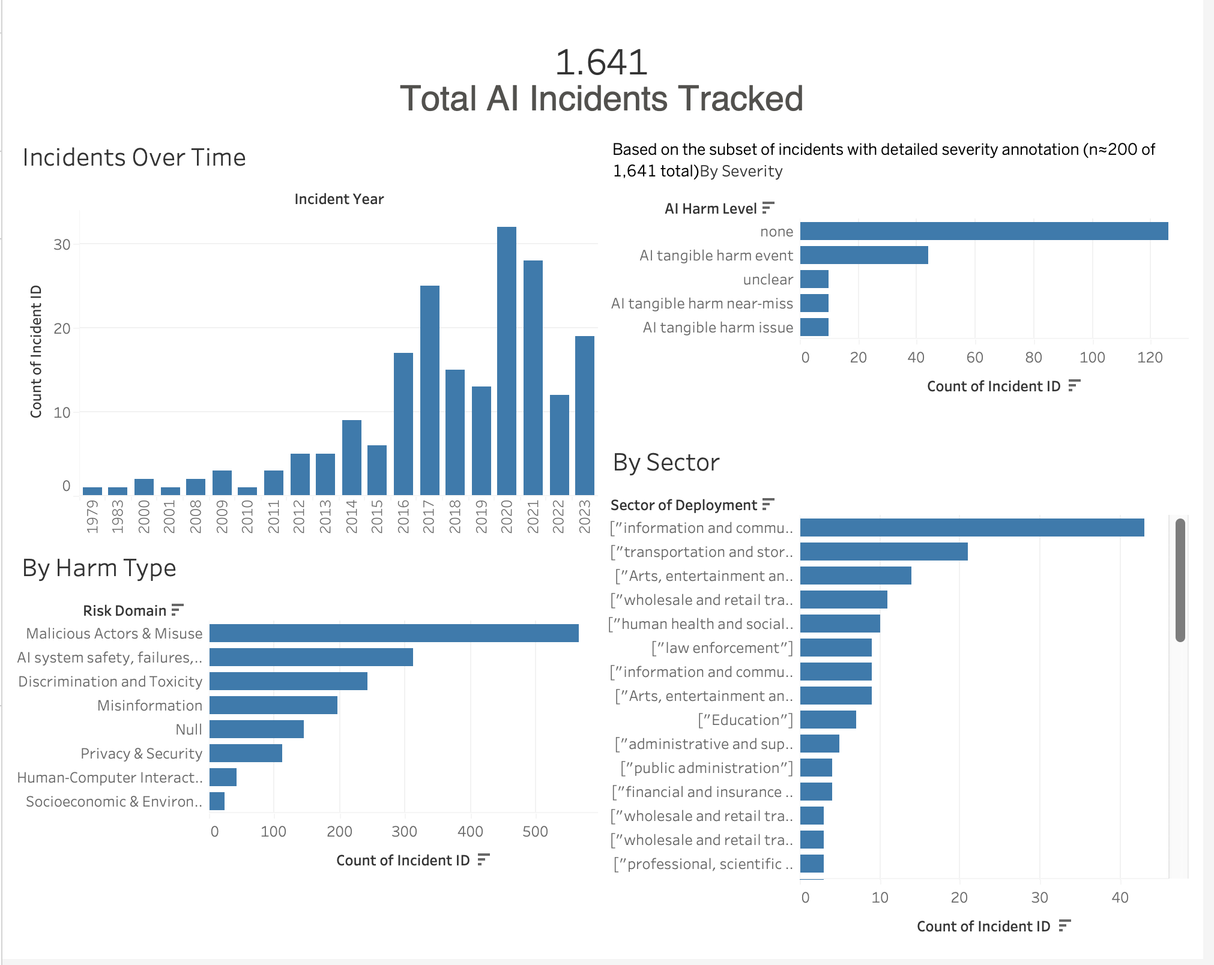 1.641
Total AI Incidents Tracked
Incidents Over Time
Incident Year
Count of Incident ID
30
20
10
0
1979
1983
2000
2001
2008
2009
2010
2011
2012
2013
2014
2015
2016
2017
2018
2019
2020
2021
2022
2023
By Harm Type
Risk Domain
Malicious Actors & Misuse
AI system safety, failures,..
Discrimination and Toxicity
Misinformation
Null
Privacy & Security
Human-Computer Interact..
Socioeconomic & Environ..
0 100 200 300 400 500
Count of Incident ID
Based on the subset of incidents with detailed severity annotation (n≈200 of
1,641 total)By Severity
AI Harm Level
none
AI tangible harm event
unclear
AI tangible harm near-miss
AI tangible harm issue
0 20 40 60 80 100 120
Count of Incident ID
By Sector
Sector of Deployment
["information and commu..
["transportation and stor..
["Arts, entertainment an..
["wholesale and retail tra..
["human health and social..
["law enforcement"]
["information and commu..
["Arts, entertainment an..
["Education"]
["administrative and sup..
["public administration"]
["financial and insurance ..
["wholesale and retail tra..
["wholesale and retail tra..
["professional, scientific ..
0 10 20 30 40
Count of Incident ID